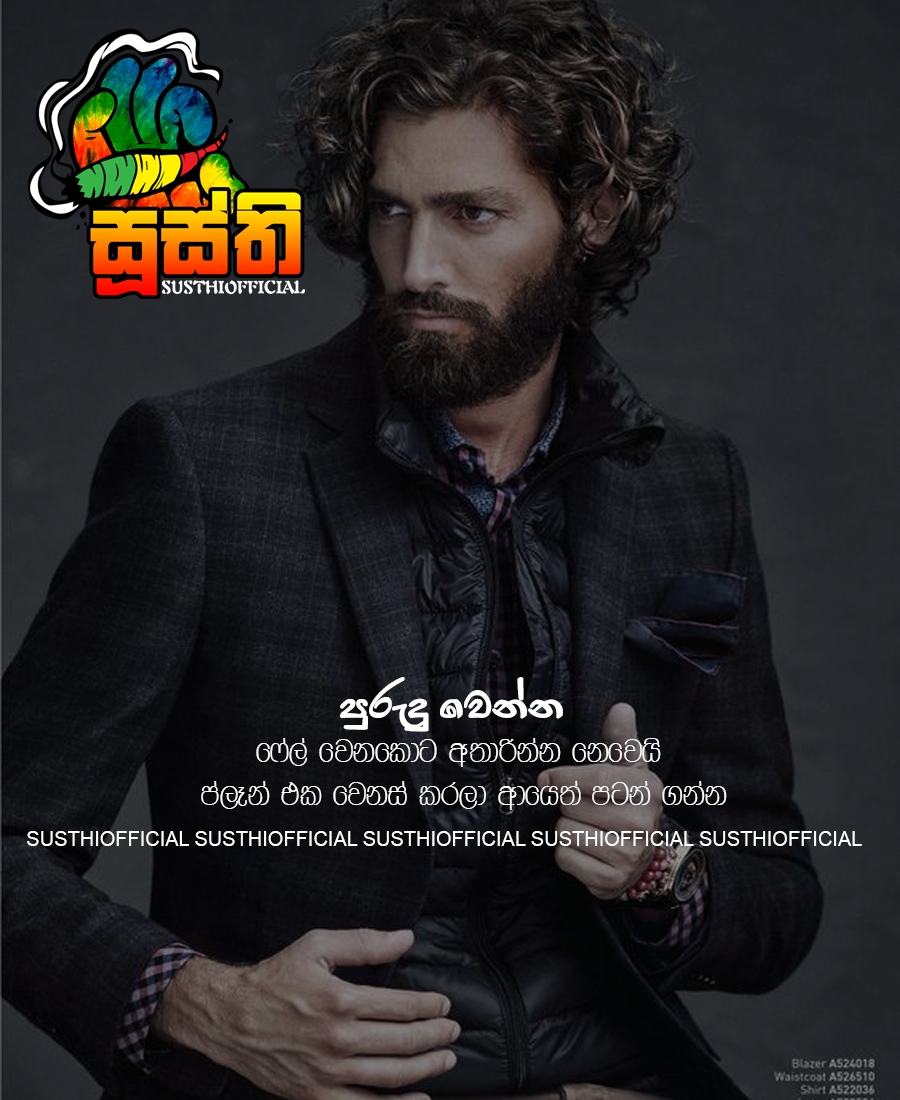 සුස්ති
SUSTHIOFFICIAL
පුරුදු වෙන්න
ෆේල් වෙනකොට අතාරින්න නෙවෙයි
ප්ලෑන් එක වෙනස් කරලා ආයෙත් පටන් ගන්න
SUSTHIOFFICIAL SUSTHIOFFICIAL SUSTHIOFFICIAL SUSTHIOFFICIAL SUSTHIOFFICIAL
Blazer A524018
Waistcoat A526510
Shirt A522036